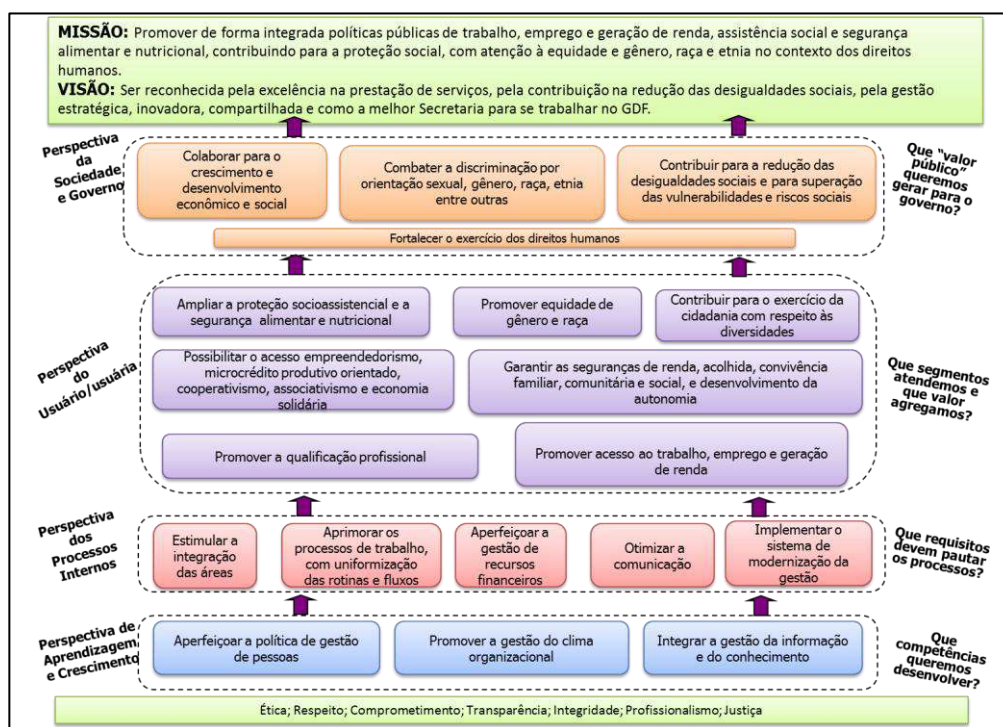 MISSÃO: Promover de forma integrada políticas públicas de trabalho, emprego e geração de renda, assistência social e segurança
alimentar e nutricional, contribuindo para a proteção social, com atenção à equidade e gênero, raça e etnia no contexto dos direitos
humanos.
VISÃO: Ser reconhecida pela excelência na prestação de serviços, pela contribuição na redução das desigualdades sociais, pela gestão
estratégica, inovadora, compartilhada e como a melhor Secretaria para se trabalhar no GDF.
Perspectiva
da
Sociedade
e Governo
Colaborar para o
crescimento e
desenvolvimento
econômico e social
Combater a discriminação por
orientação sexual, gênero, raça, etnia
entre outras
Contribuir para a redução das
desigualdades sociais e para superação
das vulnerabilidades e riscos sociais
Que “valor
público”
queremos
gerar para o
governo?
Fortalecer o exercício dos direitos humanos
Perspectiva
do
Usuário/usuária
Ampliar a proteção socioassistencial e a
segurança alimentar e nutricional
Promover equidade de
gênero e raça
Contribuir para o exercício da
cidadania com respeito às
diversidades
Possibilitar o acesso empreendedorismo,
microcrédito produtivo orientado,
cooperativismo, associativismo e economia
solidária
Garantir as seguranças de renda, acolhida, convivência
familiar, comunitária e social, e desenvolvimento da
autonomia
Que segmentos
atendemos e
que valor
agregamos?
Promover a qualificação profissional
Promover acesso ao trabalho, emprego e geração
de renda
Perspectiva
dos
Processos
Internos
Estimular a
integração
das áreas
Aprimorar os
processos de trabalho,
com uniformização
das rotinas e fluxos
Aperfeiçoar a
gestão de
recursos
financeiros
Otimizar a
comunicação
Implementar o
sistema de
modernização da
gestão
Que requisitos
devem pautar
os processos?
Perspectiva de
Aprendizagem
e Crescimento
Aperfeiçoar a política de gestão
de pessoas
Promover a gestão do clima
organizacional
Integrar a gestão da informação
e do conhecimento
Que
competências
queremos
desenvolver?
Ética; Respeito; Comprometimento; Transparência; Integridade; Profissionalismo; Justiça